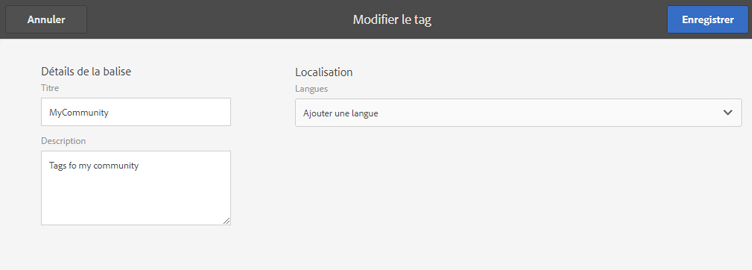 Annuler
Modifier le tag
Enregistrer
Détails de la balise
Titre
MyCommunity
Description
Tags fo my community
Localisation
Langues
Ajouter une langue